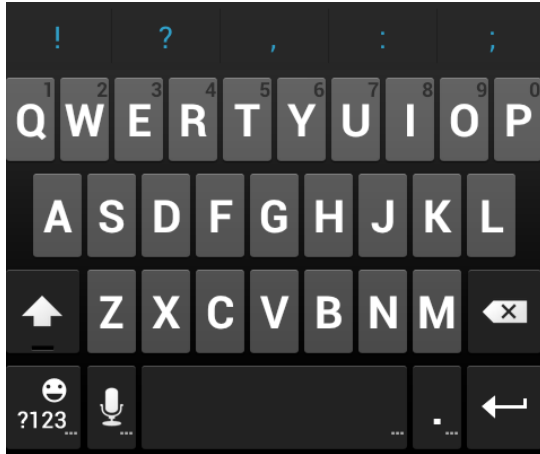 ! ? , : ;
1 2 3 4 5 6 7 8 9 0
Q W E R T Y U I O P
A S D F G H J K L
Z X C V B N M
?123 ... ... ... . ...